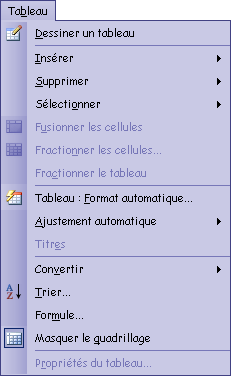 Tableau
Dessiner un tableau
Insérer
Supprimer
Sélectionner
Fusionner les cellules
Fractionner les cellules...
Fractionner le tableau
Tableau : Format automatique...
Ajustement automatique
Titres
Convertir
A
Z
Trier...
Formule...
Masquer le quadrillage
Propriétés du tableau...